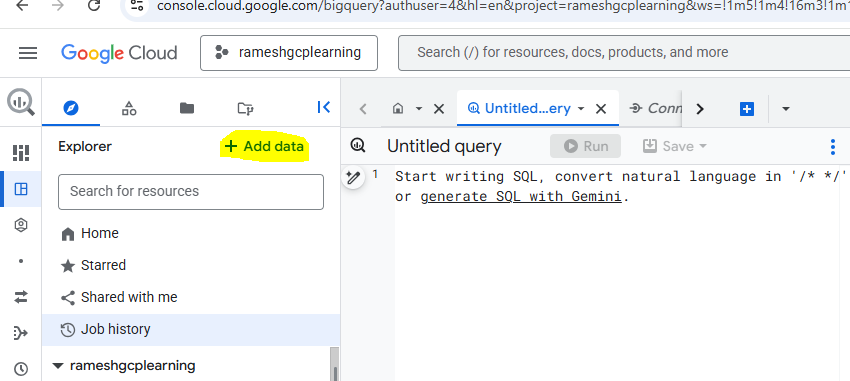 console.cloud.google.com/bigquery?authuser=4&hl=en&project=rameshgcplearning&ws=!1m5!1m4!16m3!1m1
Google Cloud
rameshgcplearning
Search (/) for resources, docs, products, and more
Untitled...ery
Conn
Explorer
+ Add data
Untitled query
Run
Save
Search for resources
1 Start writing SQL, convert natural language in '/* */'
or generate SQL with Gemini.
Home
Starred
Shared with me
Job history
rameshgcplearning